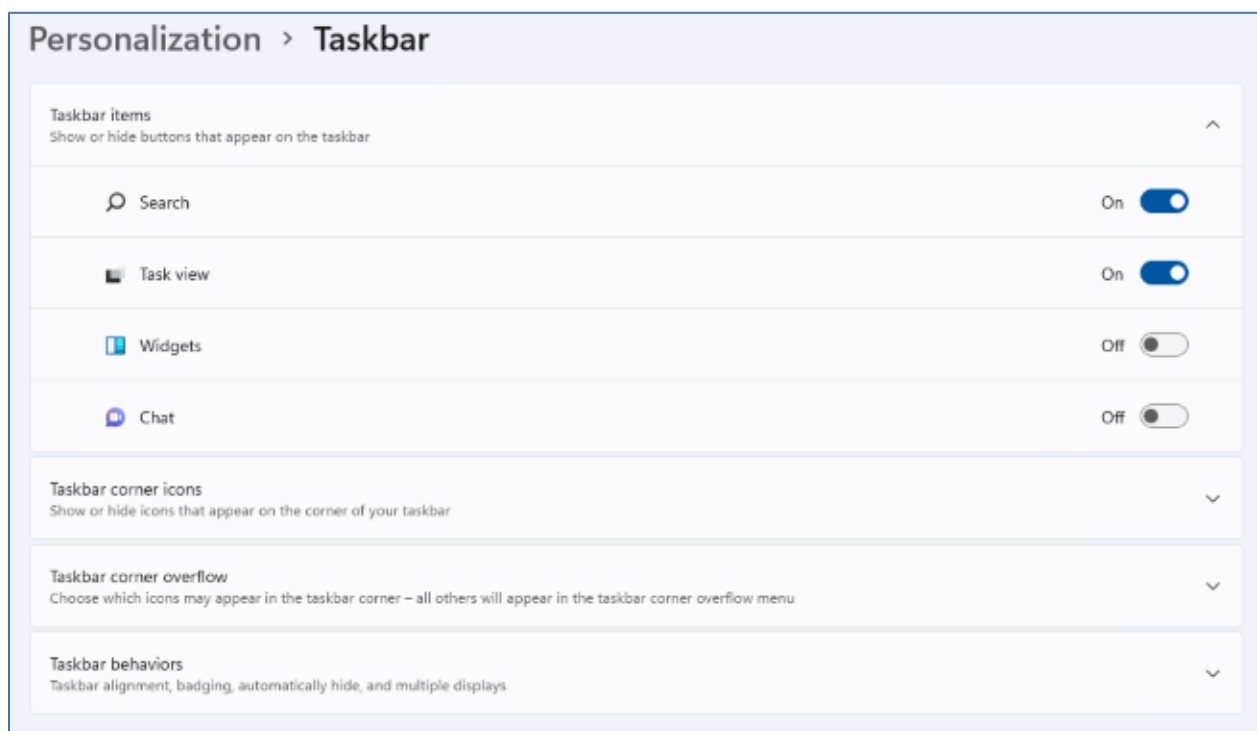 Personalization > Taskbar
Taskbar items
Show or hide buttons that appear on the taskbar
Search On
Task view On
Widgets Off
Chat Off
Taskbar corner icons
Show or hide icons that appear on the corner of your taskbar
Taskbar corner overflow
Choose which icons may appear in the taskbar corner – all others will appear in the taskbar corner overflow menu
Taskbar behaviors
Taskbar alignment, badging, automatically hide, and multiple displays